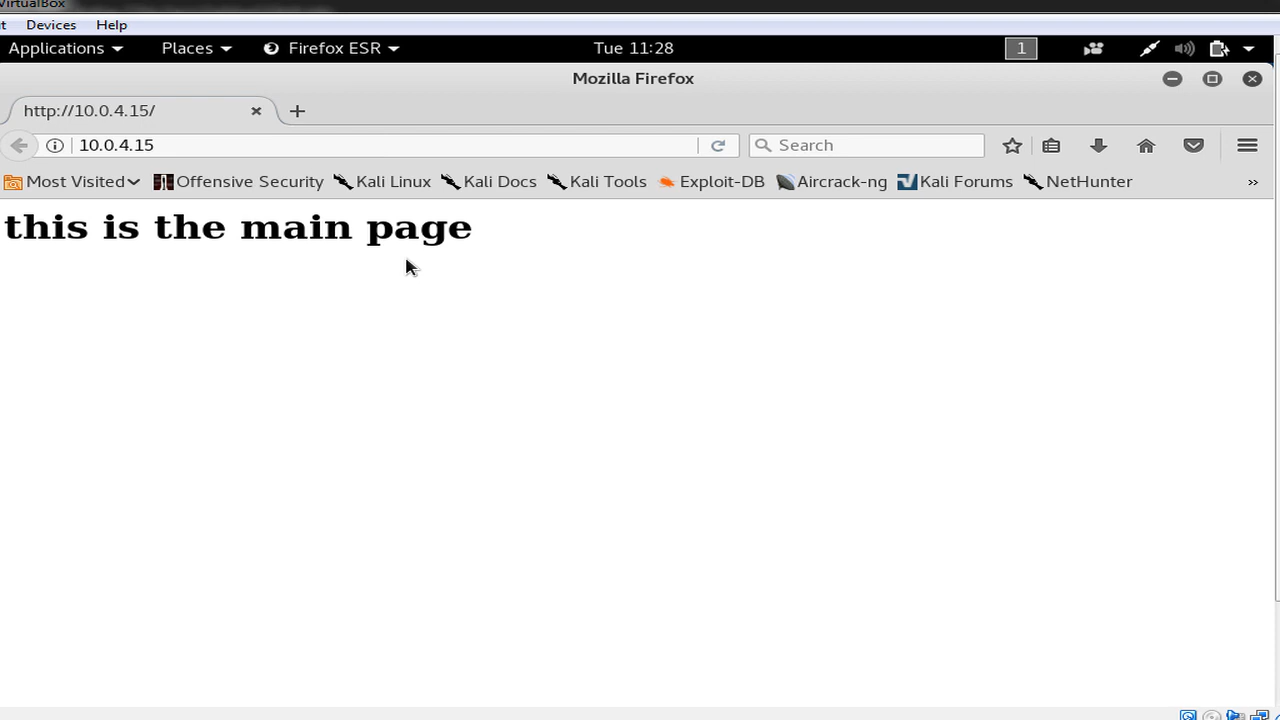 VirtualBox
Devices Help
Applications Places Firefox ESR Tue 11:28 1
Mozilla Firefox
http://10.0.4.15/
10.0.4.15 Search
Most Visited Offensive Security Kali Linux Kali Docs Kali Tools Exploit-DB Aircrack-ng Kali Forums NetHunter »
this is the main page